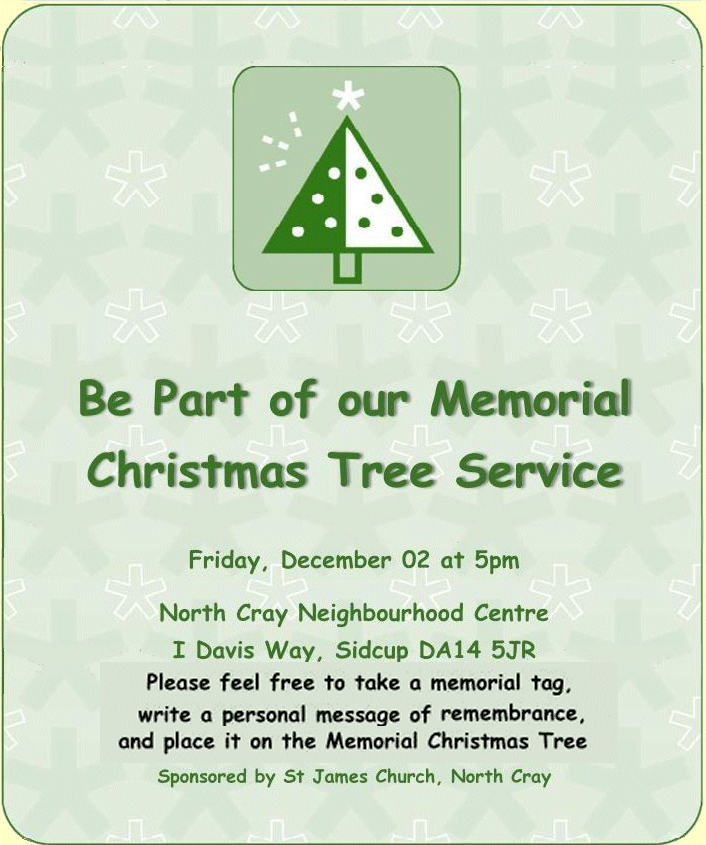 Be Part of our Memorial
Christmas Tree Service
Friday, December 02 at 5pm
North Cray Neighbourhood Centre
I Davis Way, Sidcup DA14 5JR
Please feel free to take a memorial tag,
write a personal message of remembrance,
and place it on the Memorial Christmas Tree
Sponsored by St James Church, North Cray